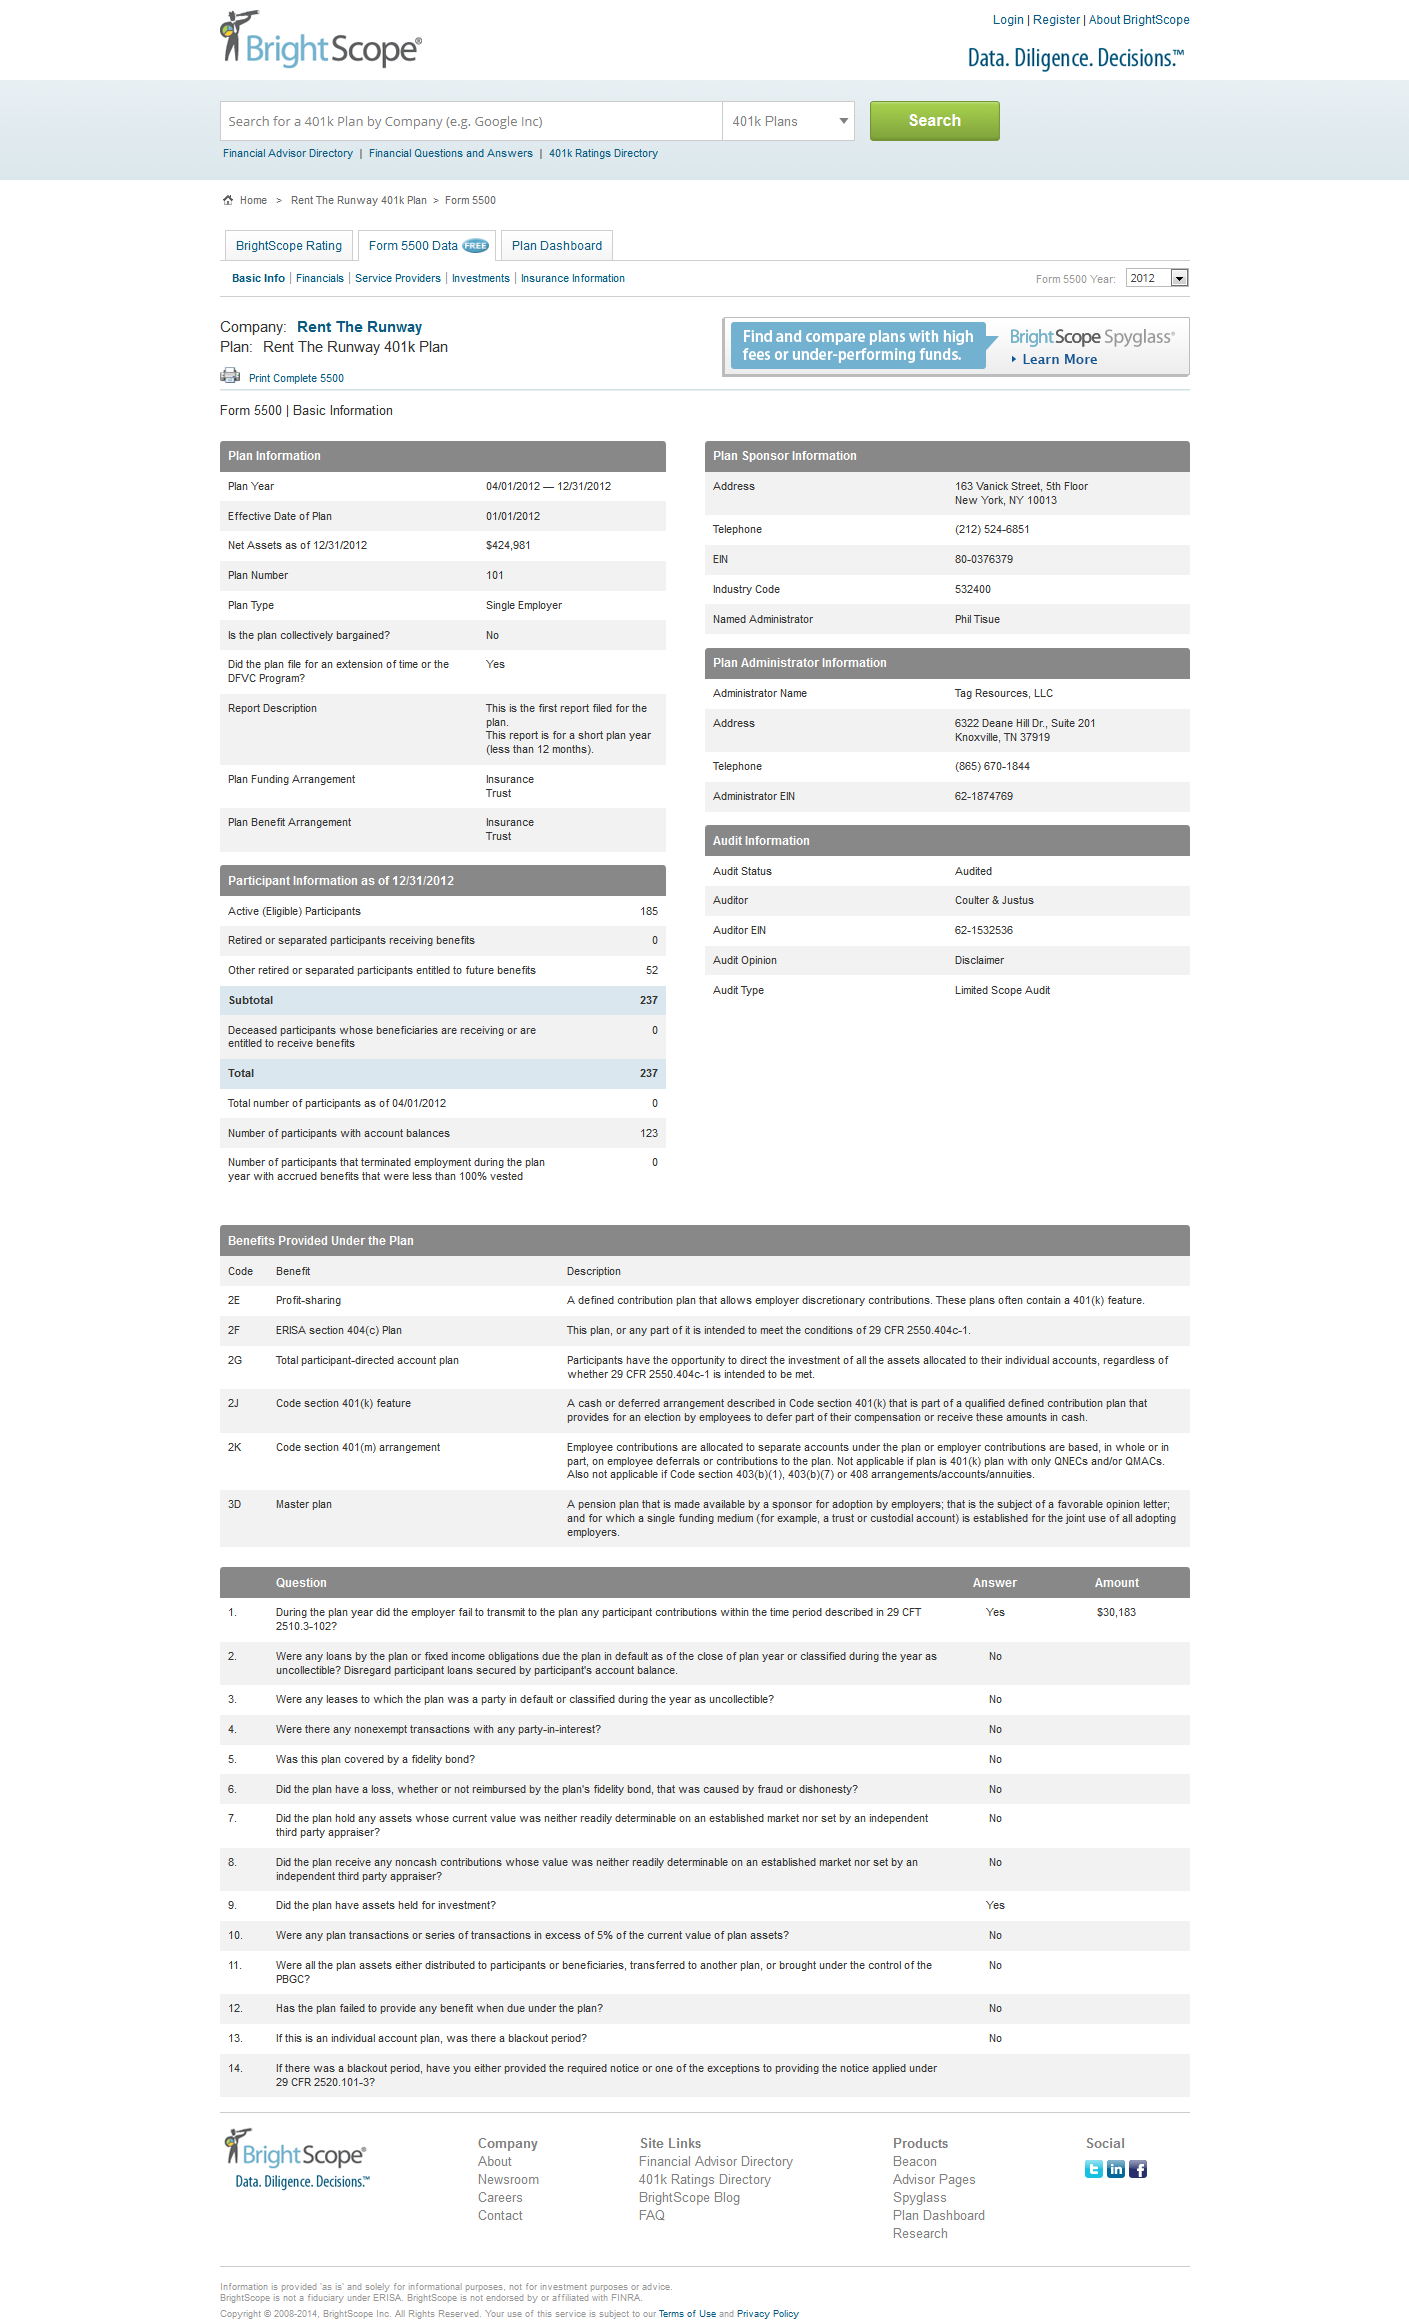 BrightScope®
Login | Register | About BrightScope
Data. Diligence. Decisions.™
Search for a 401k Plan by Company (e.g. Google Inc) 401k Plans Search
Financial Advisor Directory | Financial Questions and Answers | 401k Ratings Directory
Home > Rent The Runway 401k Plan > Form 5500
BrightScope Rating Form 5500 Data FREE Plan Dashboard
Basic Info | Financials | Service Providers | Investments | Insurance Information Form 5500 Year: 2012
Company: Rent The Runway
Plan: Rent The Runway 401k Plan
Print Complete 5500
Find and compare plans with high
fees or under-performing funds.
BrightScope Spyglass®
Learn More
Form 5500 | Basic Information
Plan Information
Plan Year 04/01/2012 — 12/31/2012
Effective Date of Plan 01/01/2012
Net Assets as of 12/31/2012 $424,981
Plan Number 101
Plan Type Single Employer
Is the plan collectively bargained? No
Did the plan file for an extension of time or the Yes
DFVC Program?
Report Description This is the first report filed for the
plan.
This report is for a short plan year
(less than 12 months).
Plan Funding Arrangement Insurance
Trust
Plan Benefit Arrangement Insurance
Trust
Participant Information as of 12/31/2012
Active (Eligible) Participants 185
Retired or separated participants receiving benefits 0
Other retired or separated participants entitled to future benefits 52
Subtotal 237
Deceased participants whose beneficiaries are receiving or are 0
entitled to receive benefits
Total 237
Total number of participants as of 04/01/2012 0
Number of participants with account balances 123
Number of participants that terminated employment during the plan 0
year with accrued benefits that were less than 100% vested
Plan Sponsor Information
Address 163 Vanick Street, 5th Floor
New York, NY 10013
Telephone (212) 524-6851
EIN 80-0376379
Industry Code 532400
Named Administrator Phil Tisue
Plan Administrator Information
Administrator Name Tag Resources, LLC
Address 6322 Deane Hill Dr., Suite 201
Knoxville, TN 37919
Telephone (865) 670-1844
Administrator EIN 62-1874769
Audit Information
Audit Status Audited
Auditor Coulter & Justus
Auditor EIN 62-1532536
Audit Opinion Disclaimer
Audit Type Limited Scope Audit
Benefits Provided Under the Plan
Code Benefit Description
2E Profit-sharing A defined contribution plan that allows employer discretionary contributions. These plans often contain a 401(k) feature.
2F ERISA section 404(c) Plan This plan, or any part of it is intended to meet the conditions of 29 CFR 2550.404c-1.
2G Total participant-directed account plan Participants have the opportunity to direct the investment of all the assets allocated to their individual accounts, regardless of
whether 29 CFR 2550.404c-1 is intended to be met.
2J Code section 401(k) feature A cash or deferred arrangement described in Code section 401(k) that is part of a qualified defined contribution plan that
provides for an election by employees to defer part of their compensation or receive these amounts in cash.
2K Code section 401(m) arrangement Employee contributions are allocated to separate accounts under the plan or employer contributions are based, in whole or in
part, on employee deferrals or contributions to the plan. Not applicable if plan is 401(k) plan with only QNECs and/or QMACs.
Also not applicable if Code section 403(b)(1), 403(b)(7) or 408 arrangements/accounts/annuities.
3D Master plan A pension plan that is made available by a sponsor for adoption by employers; that is the subject of a favorable opinion letter;
and for which a single funding medium (for example, a trust or custodial account) is established for the joint use of all adopting
employers.
Question Answer Amount
1. During the plan year did the employer fail to transmit to the plan any participant contributions within the time period described in 29 CFT Yes $30,183
2510.3-102?
2. Were any loans by the plan or fixed income obligations due the plan in default as of the close of plan year or classified during the year as No
uncollectible? Disregard participant loans secured by participant's account balance.
3. Were any leases to which the plan was a party in default or classified during the year as uncollectible? No
4. Were there any nonexempt transactions with any party-in-interest? No
5. Was this plan covered by a fidelity bond? No
6. Did the plan have a loss, whether or not reimbursed by the plan's fidelity bond, that was caused by fraud or dishonesty? No
7. Did the plan hold any assets whose current value was neither readily determinable on an established market nor set by an independent No
third party appraiser?
8. Did the plan receive any noncash contributions whose value was neither readily determinable on an established market nor set by an No
independent third party appraiser?
9. Did the plan have assets held for investment? Yes
10. Were any plan transactions or series of transactions in excess of 5% of the current value of plan assets? No
11. Were all the plan assets either distributed to participants or beneficiaries, transferred to another plan, or brought under the control of the No
PBGC?
12. Has the plan failed to provide any benefit when due under the plan? No
13. If this is an individual account plan, was there a blackout period? No
14. If there was a blackout period, have you either provided the required notice or one of the exceptions to providing the notice applied under
29 CFR 2520.101-3?
BrightScope®
Data. Diligence. Decisions.™
Company
About
Newsroom
Careers
Contact
Site Links
Financial Advisor Directory
401k Ratings Directory
BrightScope Blog
FAQ
Products
Beacon
Advisor Pages
Spyglass
Plan Dashboard
Research
Social
Information is provided 'as is' and solely for informational purposes, not for investment purposes or advice.
BrightScope is not a fiduciary under ERISA. BrightScope is not endorsed by or affiliated with FINRA.
Copyright © 2008-2014, BrightScope Inc. All Rights Reserved. Your use of this service is subject to our Terms of Use and Privacy Policy